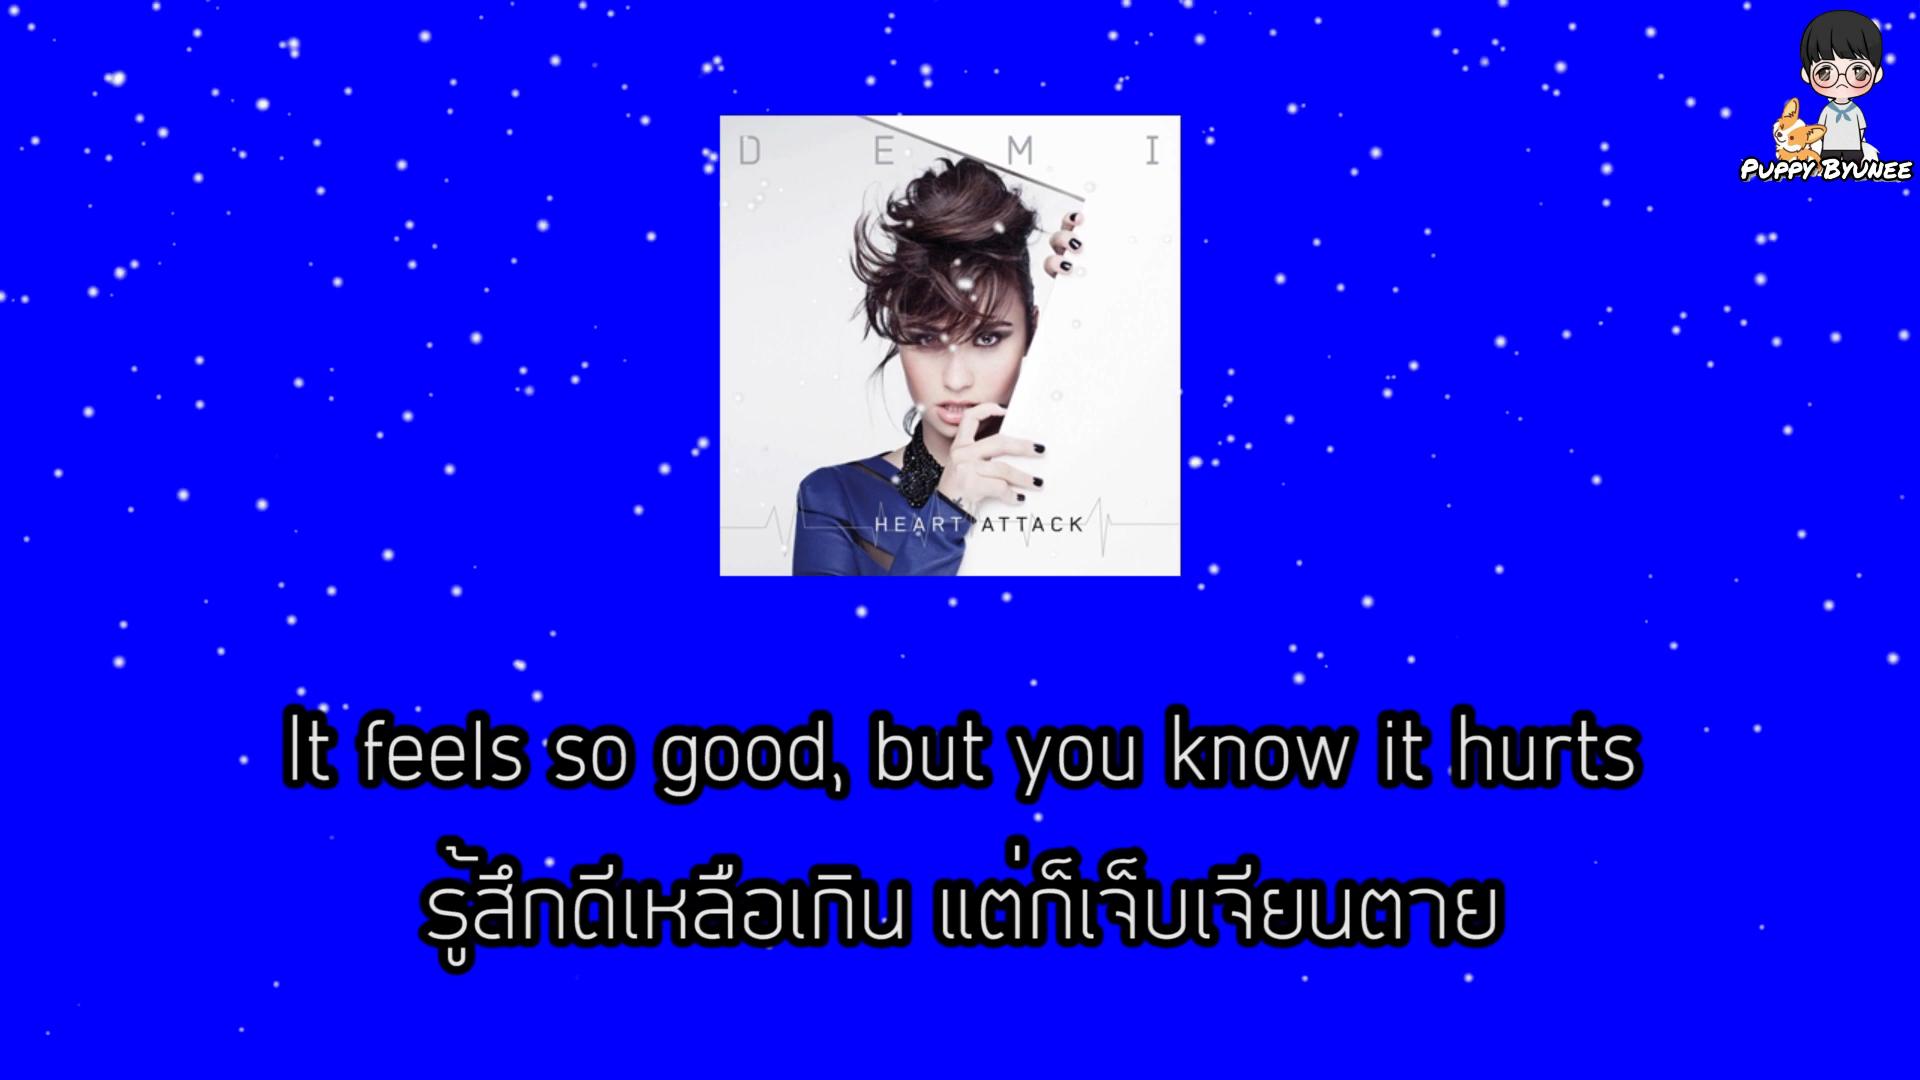 PUPPY BYUNEE
D E M I
HEART ATTACK
It feels so good, but you know it hurts
รู้สึกดีเหลือเกิน แต่ก็เจ็บเจียนตาย